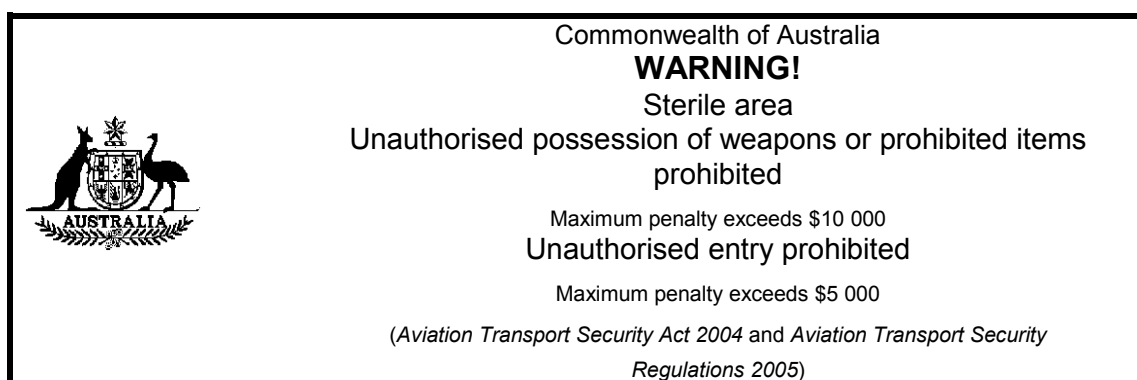 Commonwealth of Australia
WARNING!
Sterile area
Unauthorised possession of weapons or prohibited items
prohibited
Maximum penalty exceeds $10 000
Unauthorised entry prohibited
Maximum penalty exceeds $5 000
(Aviation Transport Security Act 2004 and Aviation Transport Security
Regulations 2005)
AUSTRALIA